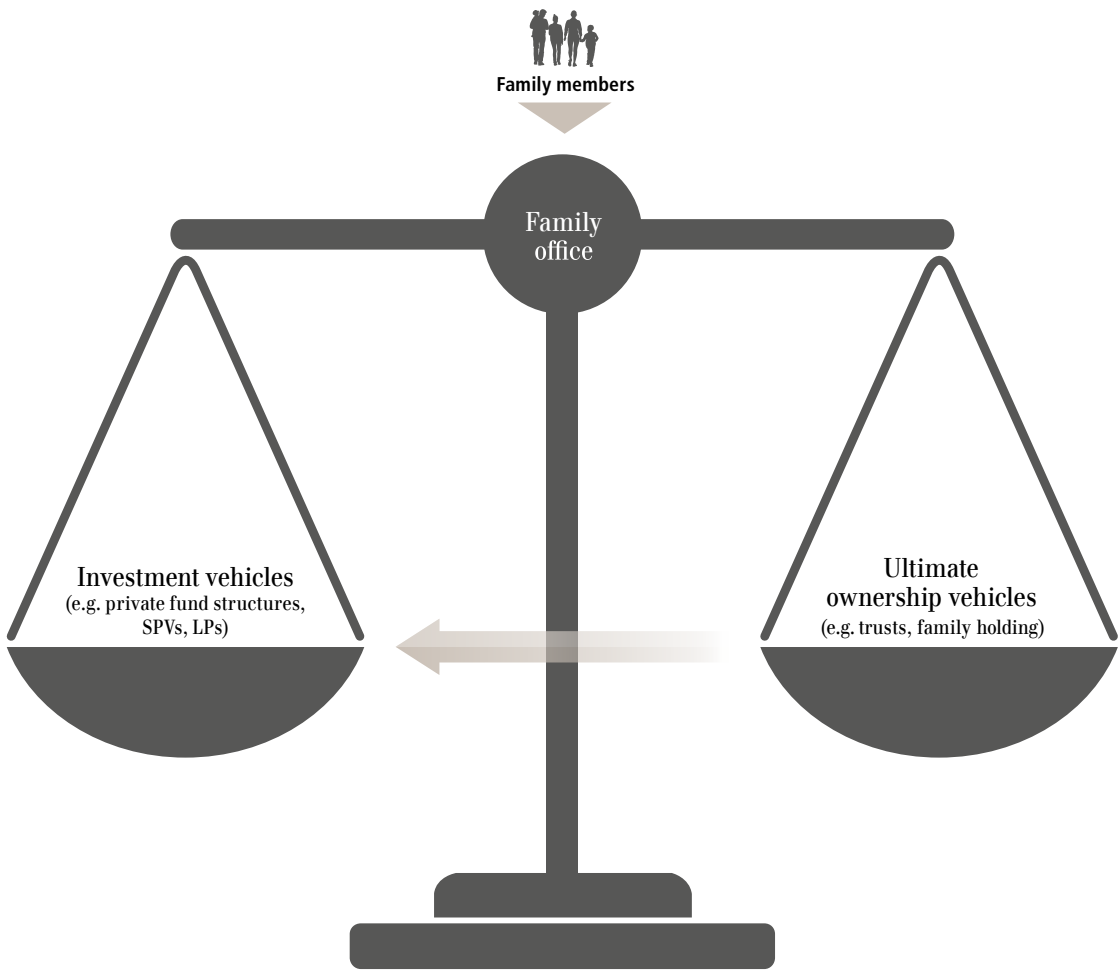 Family members
Family
office
Investment vehicles
(e.g. private fund structures,
SPVs, LPs)
Ultimate
ownership vehicles
(e.g. trusts, family holding)